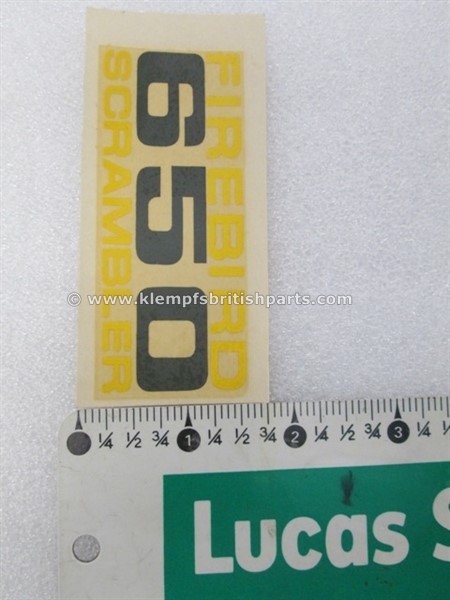 FIREBIRD
650
SCRAMBLER
© www.klempfsbritishparts.com
1/4 1/2 3/4 1 1/4 1/2 3/4 2 1/4 1/2 3/4 3 1/4
Lucas S